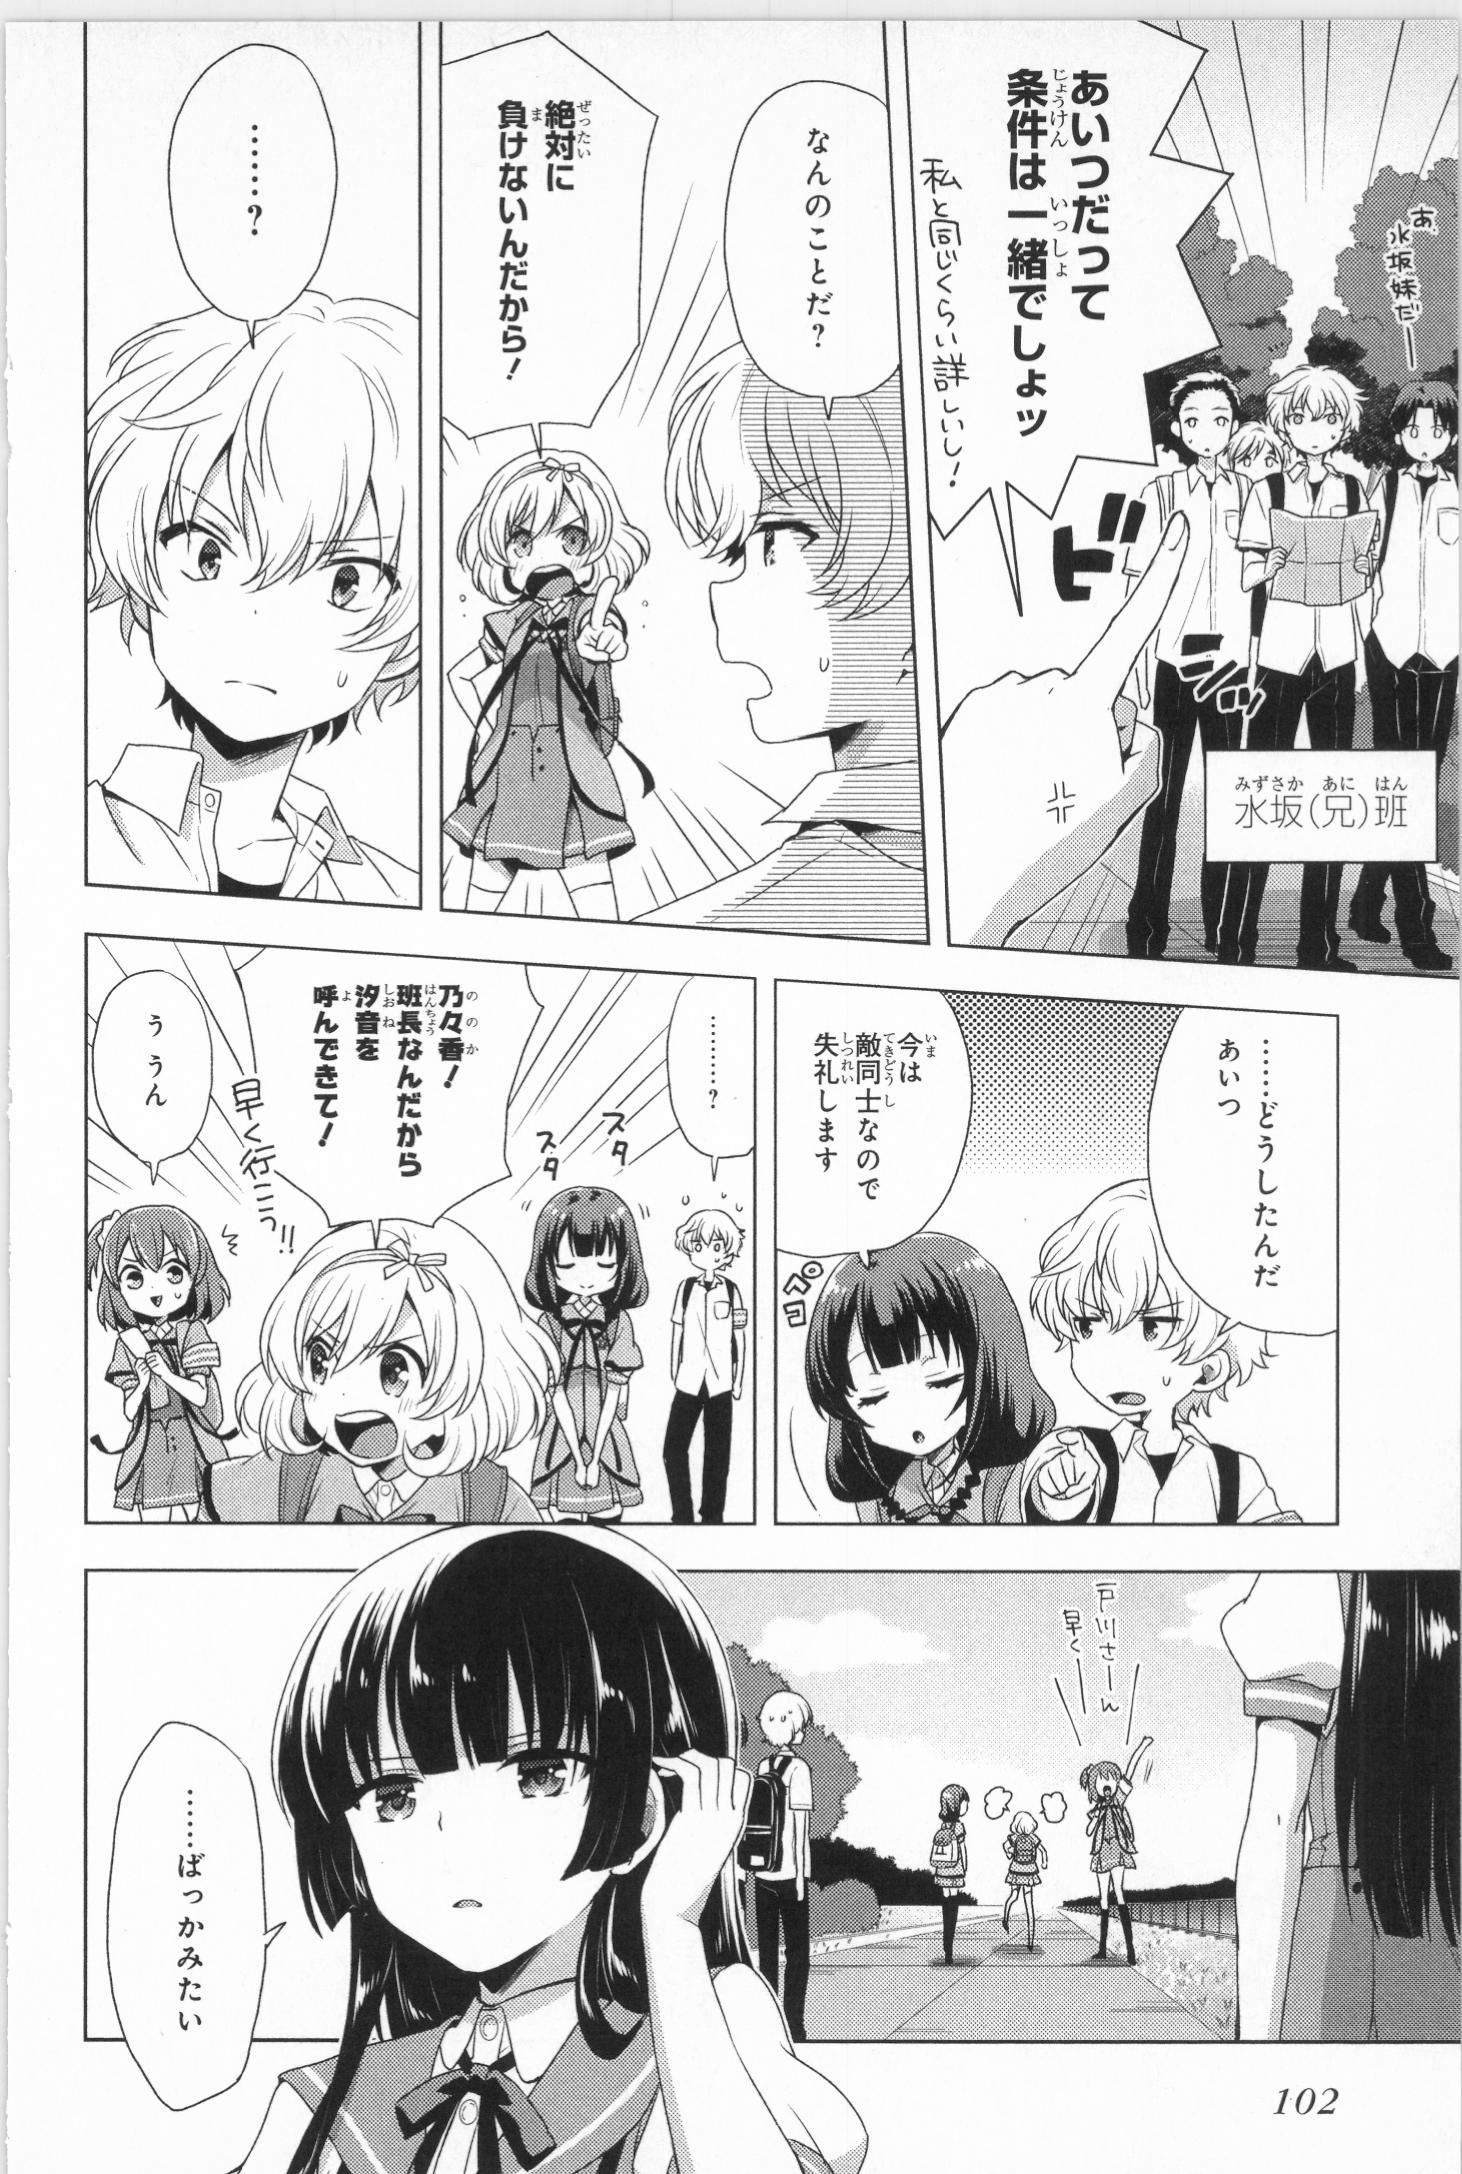 あ、
水坂妹だー
あいつだって
条件は一緒でしょッ
私と同じくらい詳しいし!
ビ
シッ
水坂(兄)班
なんのことだ?
絶対に
負けないんだから!
……?
……どうしたんだ
あいつ
今は
敵同士なので
失礼します
ペコ
………?
スタ
スタ
乃々香!
班長なんだから
汐音を
呼んできて!
早く行こう!!
う うん
戸川さーん
早くー
……ばっかみたい
102